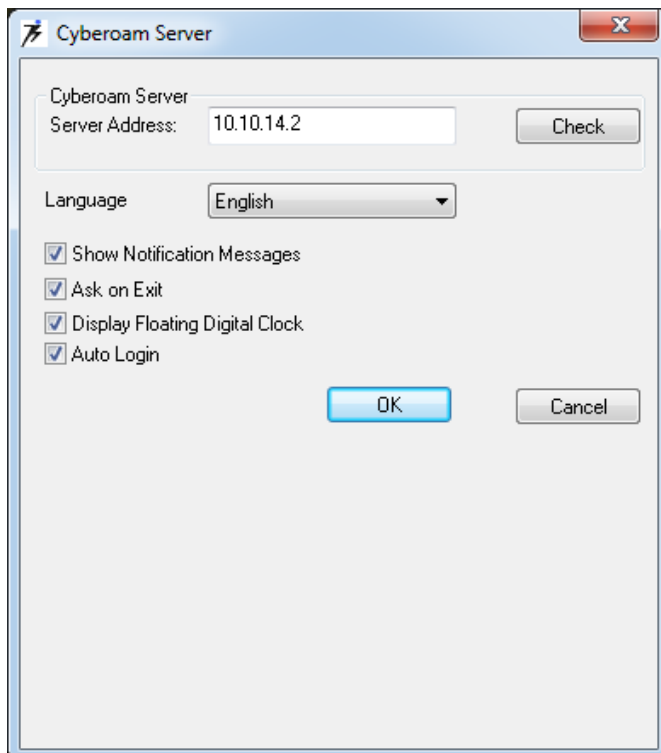 Cyberoam Server
Cyberoam Server
Server Address: 10.10.14.2 Check
Language English
Show Notification Messages
Ask on Exit
Display Floating Digital Clock
Auto Login
OK Cancel